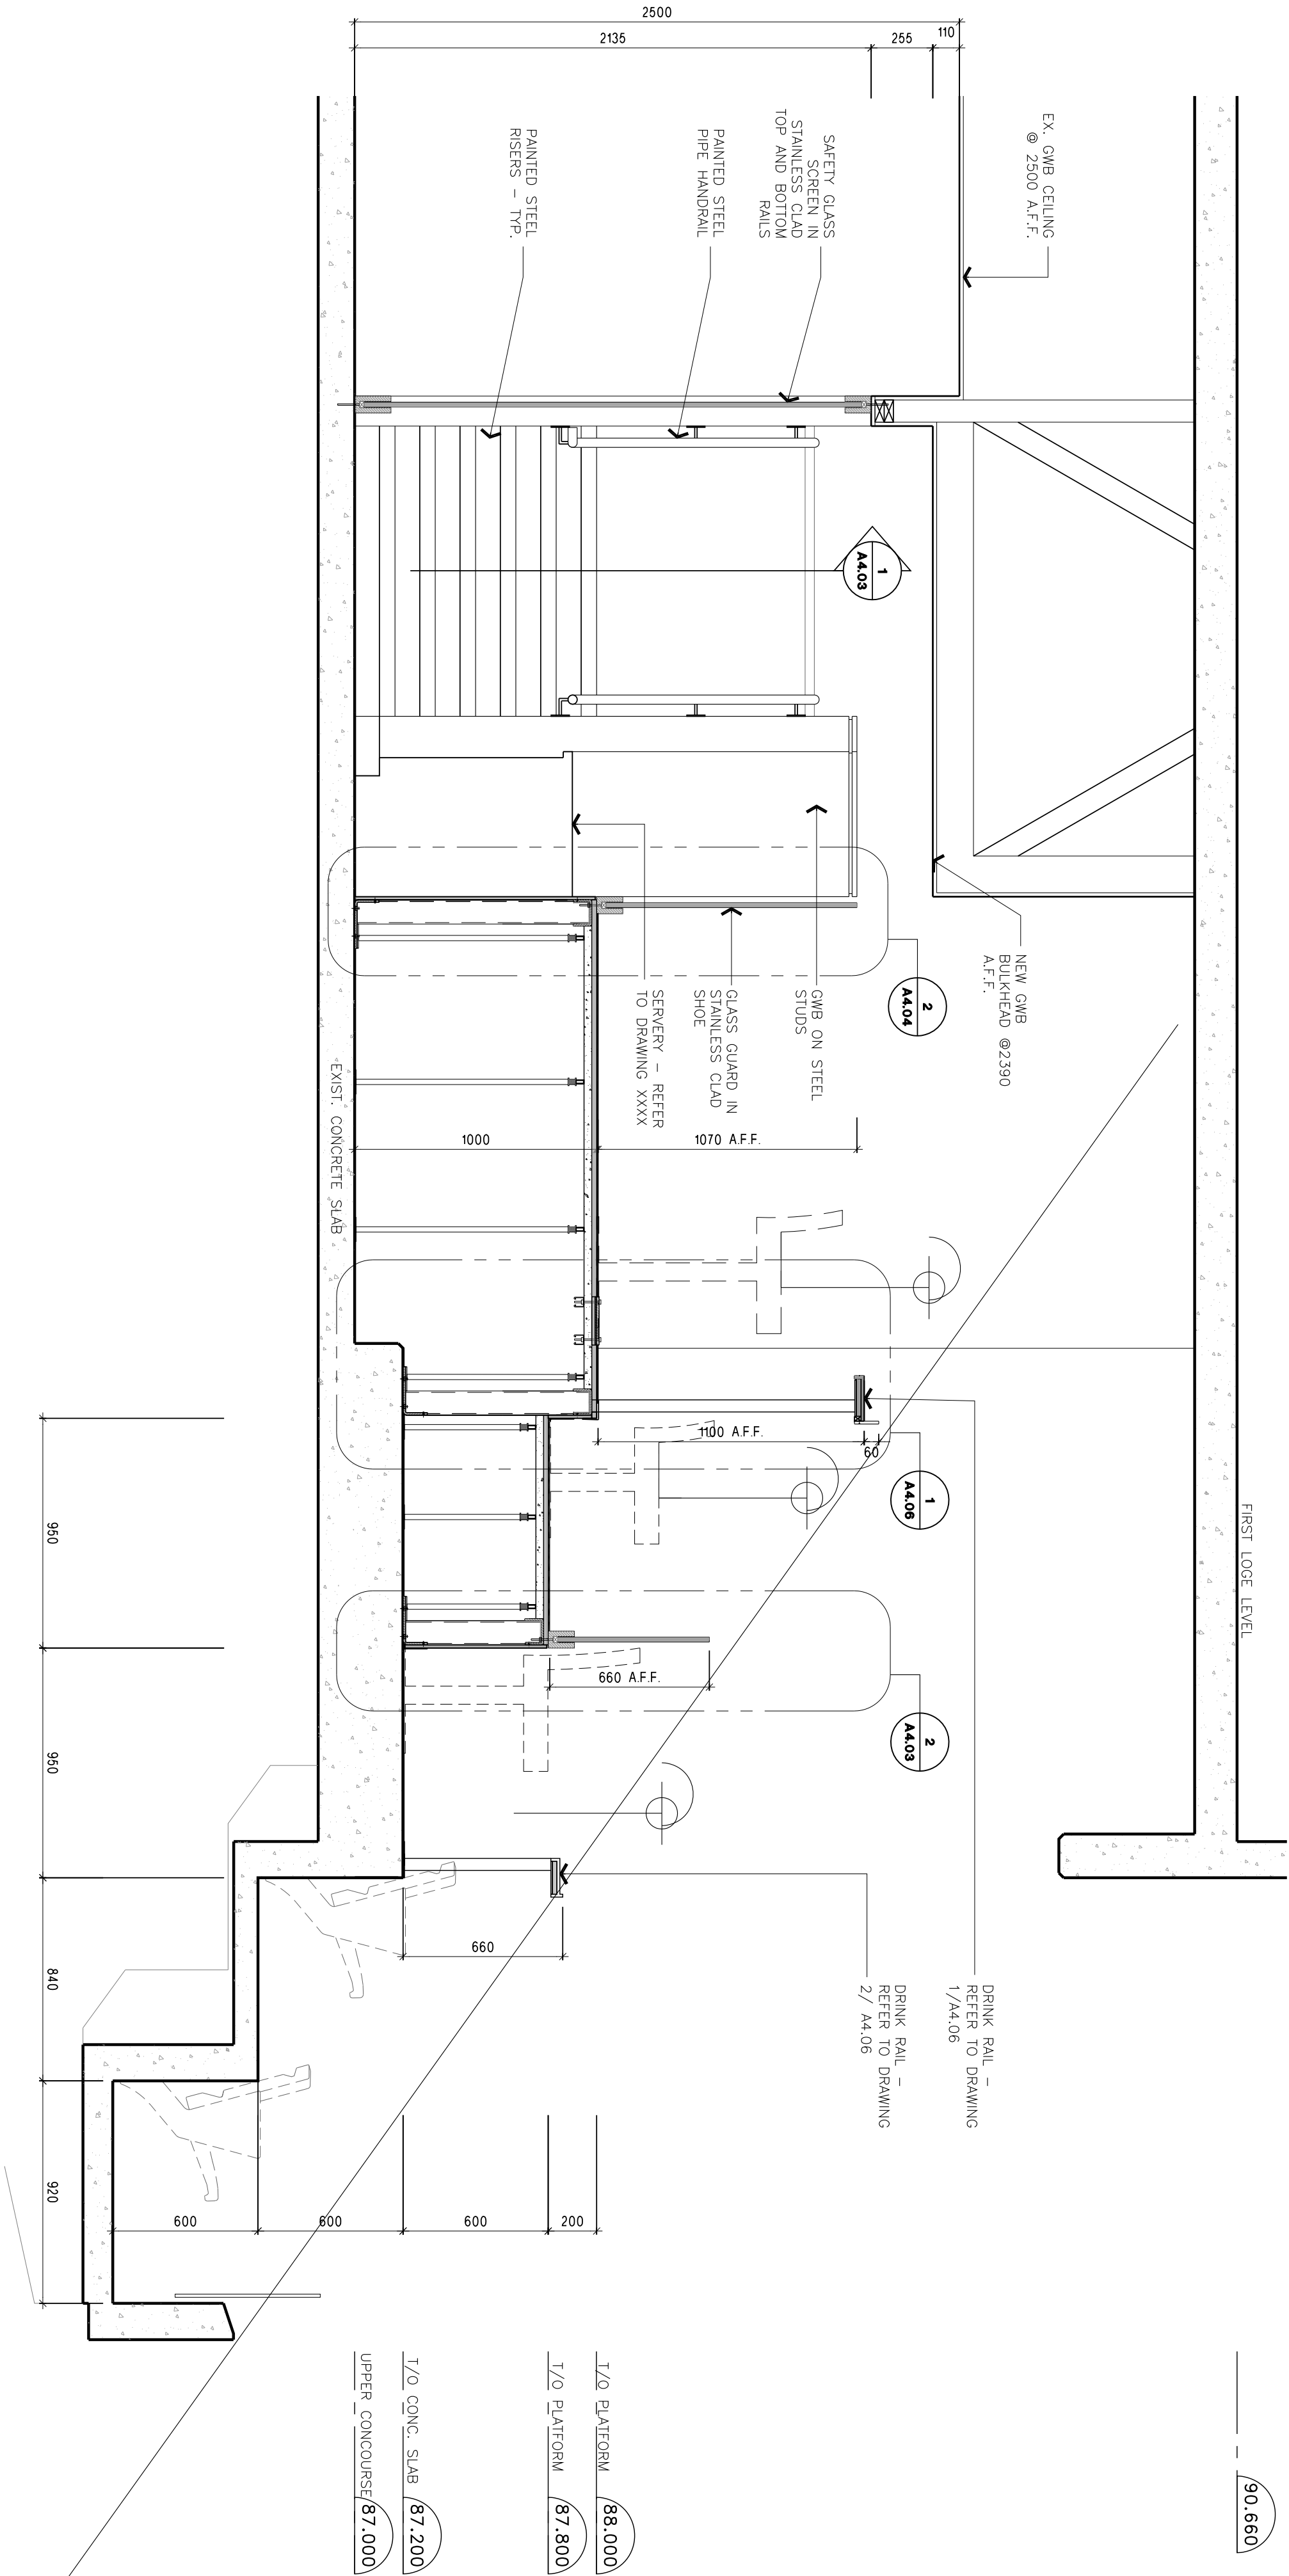 FIRST LOGE LEVEL
90.660
EX. GWB CEILING
@ 2500 A.F.F.
2500
110
255
2135
SAFETY GLASS
SCREEN IN
STAINLESS CLAD
TOP AND BOTTOM
RAILS
PAINTED STEEL
PIPE HANDRAIL
PAINTED STEEL
RISERS – TYP.
1
A4.03
NEW GWB
BULKHEAD @2390
A.F.F.
2
A4.04
GWB ON STEEL
STUDS
GLASS GUARD IN
STAINLESS CLAD
SHOE
SERVERY – REFER
TO DRAWING XXXX
1070 A.F.F.
1000
EXIST. CONCRETE SLAB
1100 A.F.F.
60
1
A4.06
660 A.F.F.
2
A4.03
DRINK RAIL –
REFER TO DRAWING
1/A4.06
DRINK RAIL –
REFER TO DRAWING
2/ A4.06
660
200
600
600
600
950
950
840
920
T/O PLATFORM
88.000
T/O PLATFORM
87.800
T/O CONC. SLAB
87.200
UPPER CONCOURSE
87.000